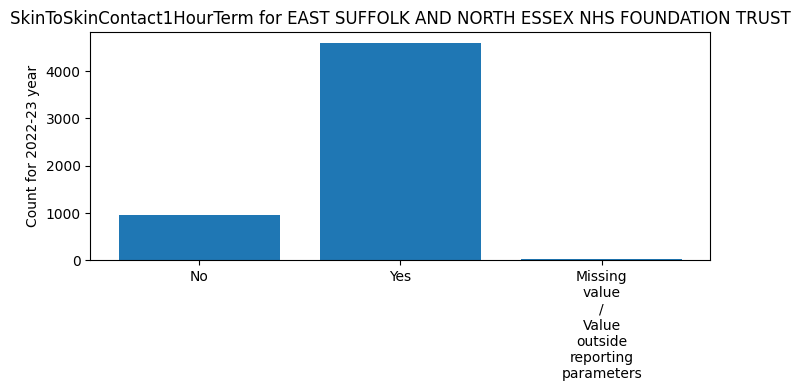 SkinToSkinContact1HourTerm for EAST SUFFOLK AND NORTH ESSEX NHS FOUNDATION TRUST
Count for 2022-23 year
4000
3000
2000
1000
0
No
Yes
Missing
value
/
Value
outside
reporting
parameters